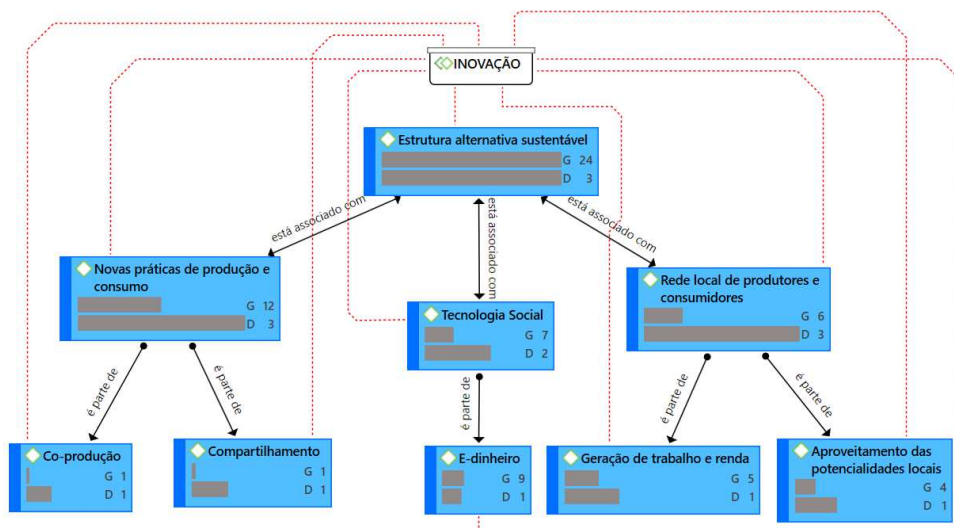 INOVAÇÃO
Estrutura alternativa sustentável
G 24
D 3
está associado com
está associado com
está associado com
Novas práticas de produção e
consumo
G 12
D 3
Tecnologia Social
G 7
D 2
Rede local de produtores e
consumidores
G 6
D 3
é parte de
é parte de
é parte de
é parte de
é parte de
Co-produção
G 1
D 1
Compartilhamento
G 1
D 1
E-dinheiro
G 9
D 1
Geração de trabalho e renda
G 5
D 1
Aproveitamento das
potencialidades locais
G 4
D 1